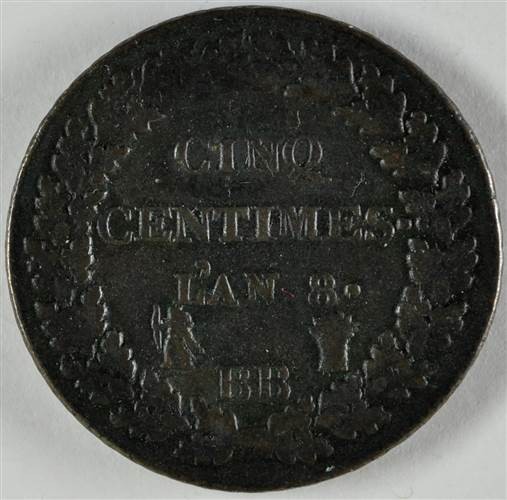 CINQ
CENTIMES.
L'AN 8.
BB